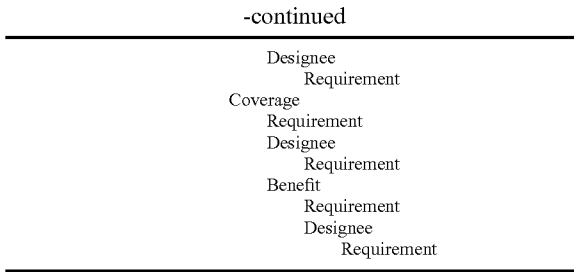 -continued
Designee
Requirement
Coverage
Requirement
Designee
Requirement
Benefit
Requirement
Designee
Requirement